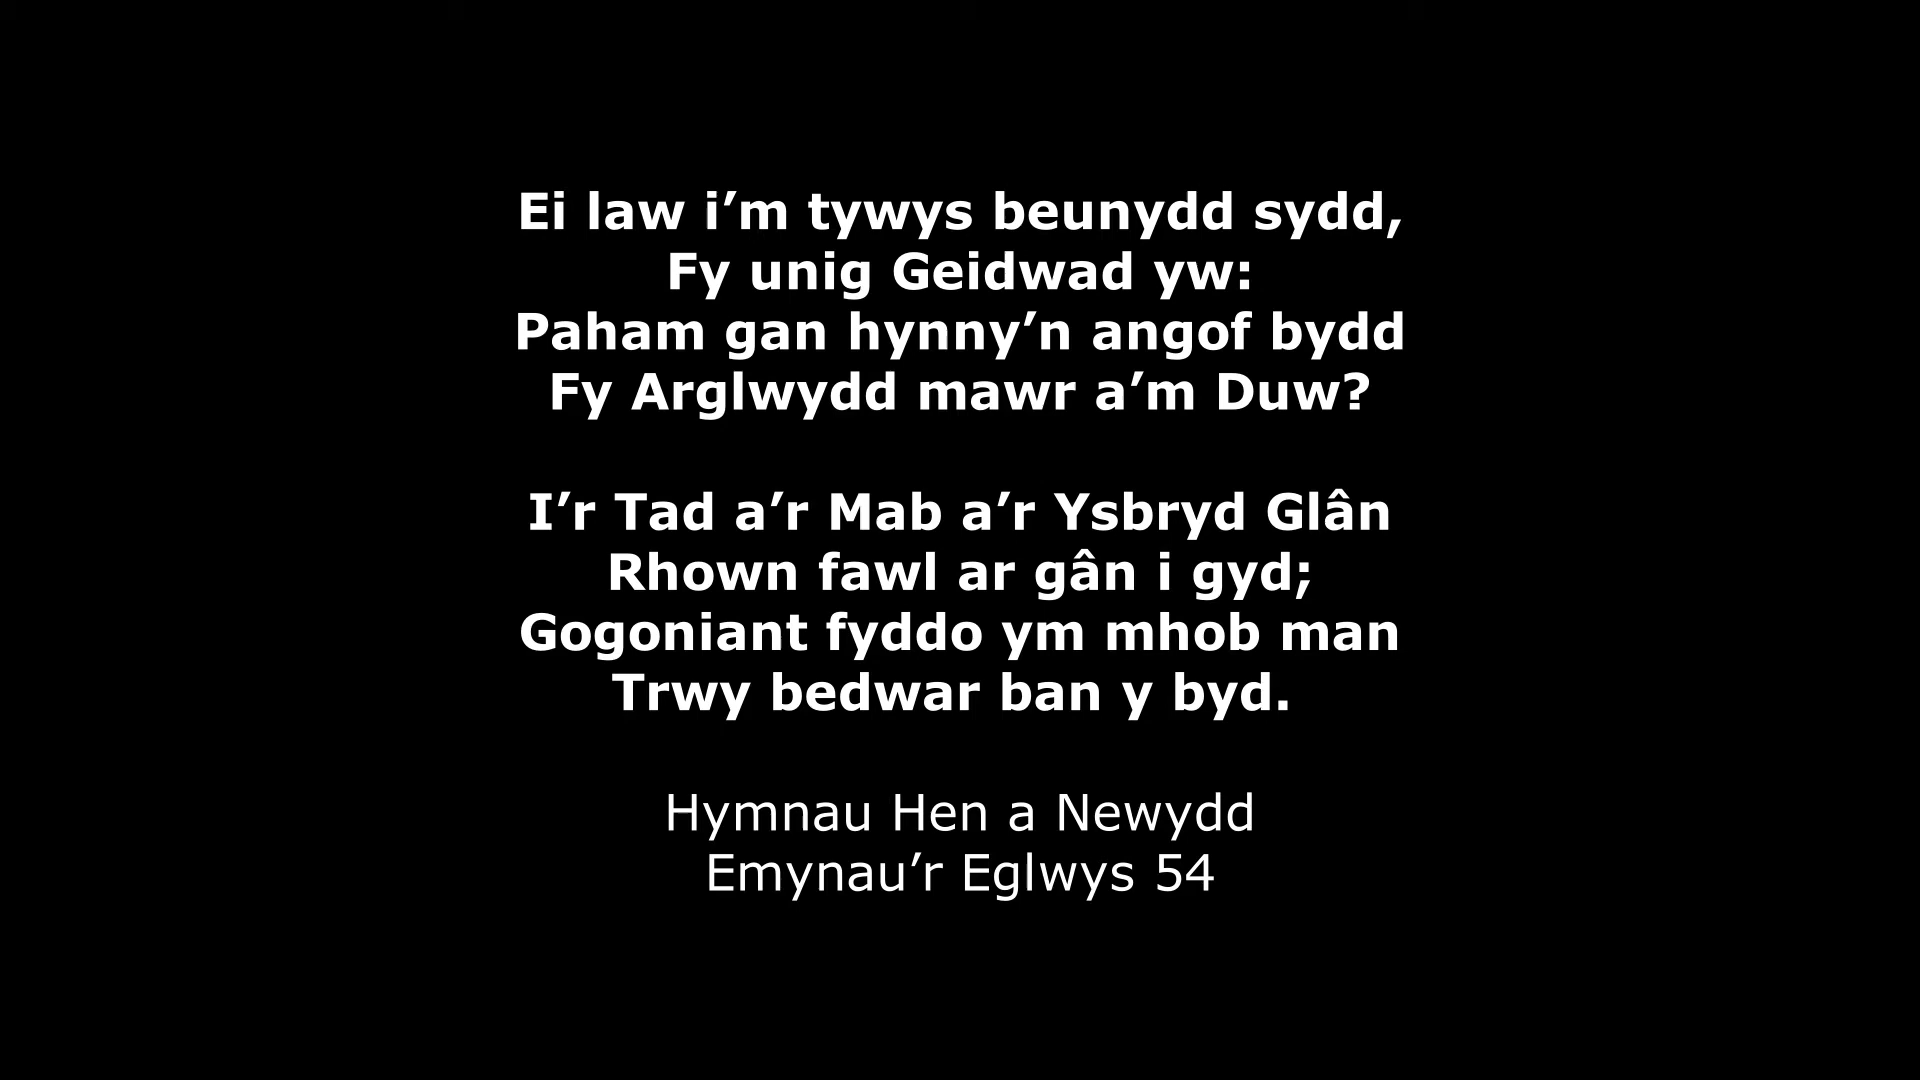 Ei law i’m tywys beunydd sydd,
Fy unig Geidwad yw:
Paham gan hynny’n angof bydd
Fy Arglwydd mawr a’m Duw?
I’r Tad a’r Mab a’r Ysbryd Glân
Rhown fawl ar gân i gyd;
Gogoniant fyddo ym mhob man
Trwy bedwar ban y byd.
Hymnau Hen a Newydd
Emynau’r Eglwys 54